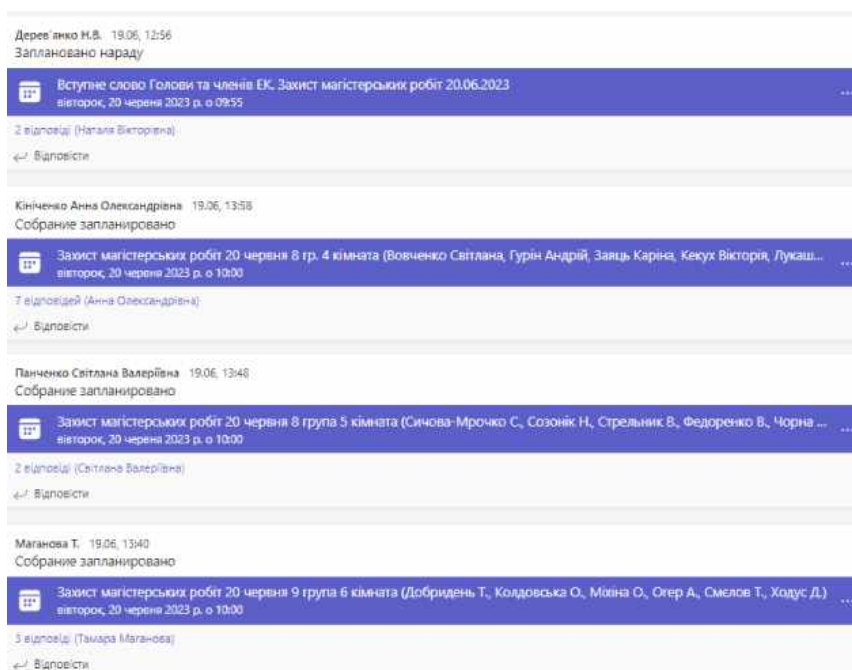 Дерев`янко Н.В. 19.06, 12:56
Заплановано нараду
Вступне слово Голови та членів ЕК. Захист магістерських робіт 20.06.2023
вівторок, 20 червня 2023 р. о 09:55
2 відповіді (Наталя Вікторівна)
Відповісти
Кініченко Анна Олександрівна 19.06, 13:58
Собрание запланировано
Захист магістерських робіт 20 червня 8 гр. 4 кімната (Вовченко Світлана, Гурін Андрій, Заяць Каріна, Кекух Вікторія, Лукаш...
вівторок, 20 червня 2023 р. о 10:00
7 відповідей (Анна Олександрівна)
Відповісти
Панченко Світлана Валеріївна 19.06, 13:48
Собрание запланировано
Захист магістерських робіт 20 червня 8 група 5 кімната (Сичова-Мрочко С., Созонік Н., Стрельник В., Федоренко В., Чорна ...
вівторок, 20 червня 2023 р. о 10:00
2 відповіді (Світлана Валеріївна)
Відповісти
Маганова Т. 19.06, 13:40
Собрание запланировано
Захист магістерських робіт 20 червня 9 група 6 кімната (Добридень Т., Колдовська О., Міхіна О., Огер А., Смєлов Т., Ходус Д.)
вівторок, 20 червня 2023 р. о 10:00
відповіді (Тамара Маганова)
Відповісти